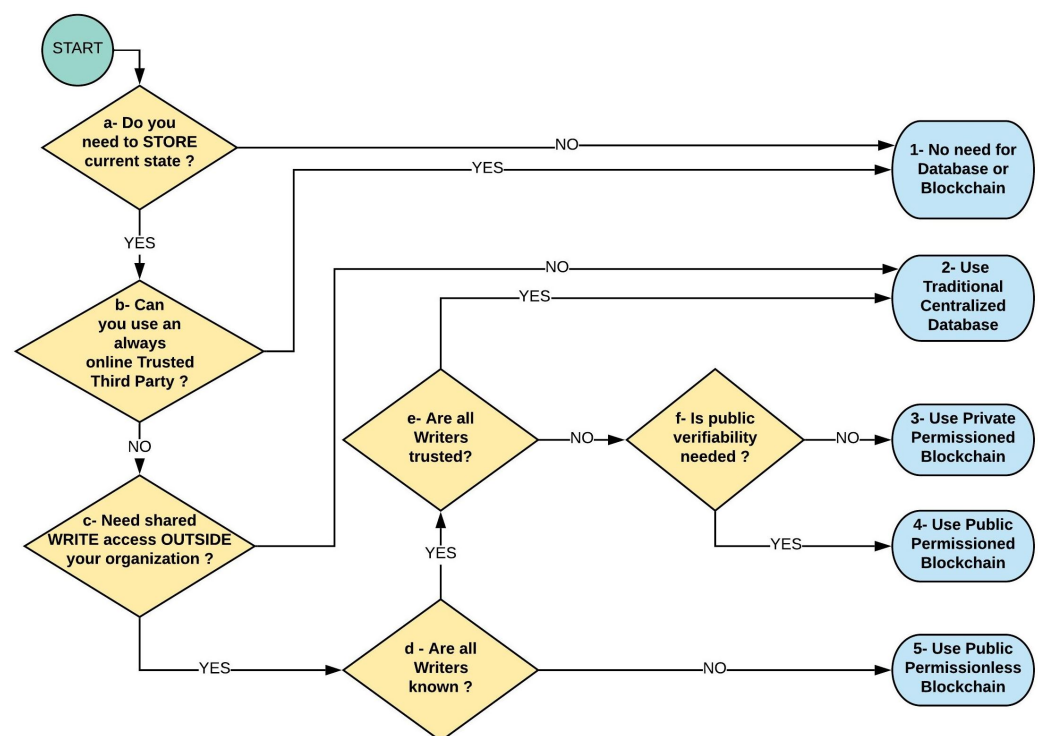 START
a- Do you
need to STORE
current state ?
NO
1- No need for
Database or
Blockchain
YES
YES
b- Can
you use an
always
online Trusted
Third Party ?
NO
2- Use
Traditional
Centralized
Database
YES
NO
e- Are all
Writers
trusted?
NO
f- Is public
verifiability
needed ?
NO
3- Use Private
Permissioned
Blockchain
c- Need shared
WRITE access OUTSIDE
your organization ?
YES
YES
4- Use Public
Permissioned
Blockchain
YES
d - Are all
Writers
known ?
NO
5- Use Public
Permissionless
Blockchain